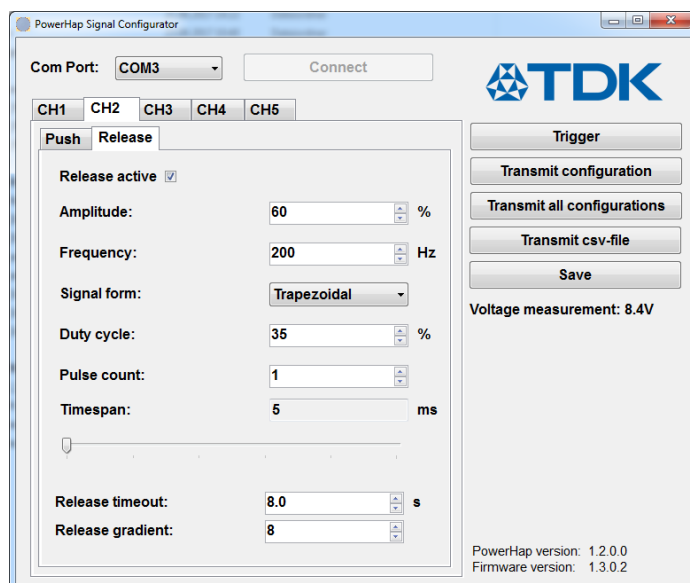 PowerHap Signal Configurator
Com Port: COM3 Connect
TDK
CH1 CH2 CH3 CH4 CH5
Push Release
Release active
Amplitude: 60 %
Frequency: 200 Hz
Signal form: Trapezoidal
Duty cycle: 35 %
Pulse count: 1
Timespan: 5 ms
Release timeout: 8.0 s
Release gradient: 8
Trigger
Transmit configuration
Transmit all configurations
Transmit csv-file
Save
Voltage measurement: 8.4V
PowerHap version: 1.2.0.0
Firmware version: 1.3.0.2